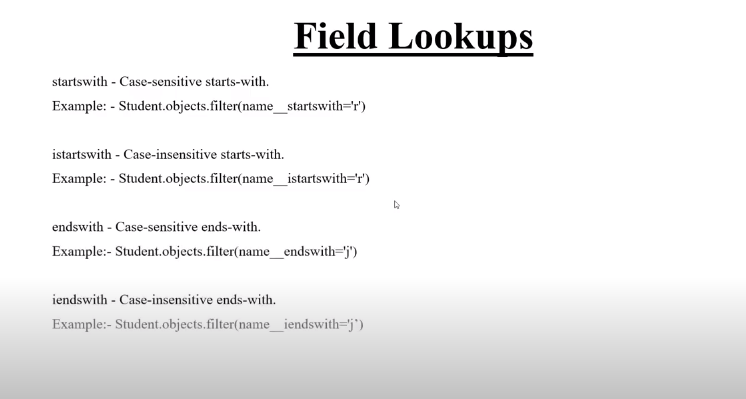 Field Lookups
startswith - Case-sensitive starts-with.
Example: - Student.objects.filter(name__startswith='r')
istartswith - Case-insensitive starts-with.
Example: - Student.objects.filter(name__istartswith='r')
endswith - Case-sensitive ends-with.
Example:- Student.objects.filter(name__endswith='j')
iendswith - Case-insensitive ends-with.
Example:- Student.objects.filter(name__iendswith='j`)